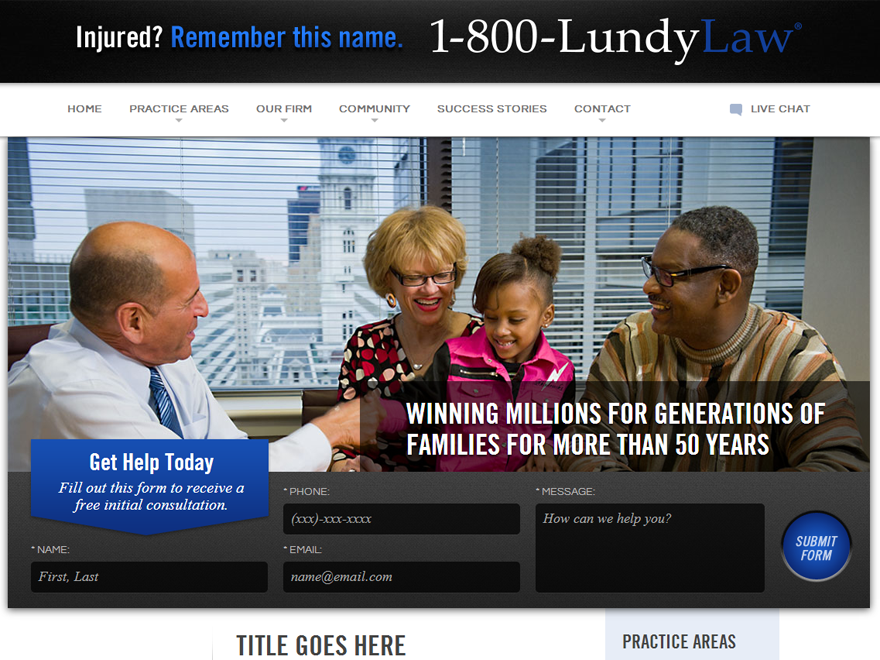 Injured? Remember this name. 1-800-LundyLaw®
HOME PRACTICE AREAS OUR FIRM COMMUNITY SUCCESS STORIES CONTACT LIVE CHAT
WINNING MILLIONS FOR GENERATIONS OF
FAMILIES FOR MORE THAN 50 YEARS
Get Help Today
Fill out this form to receive a
free initial consultation.
* NAME:
First, Last
* PHONE:
(xxx)-xxx-xxxx
* EMAIL:
name@email.com
* MESSAGE:
How can we help you?
SUBMIT
FORM
TITLE GOES HERE
PRACTICE AREAS